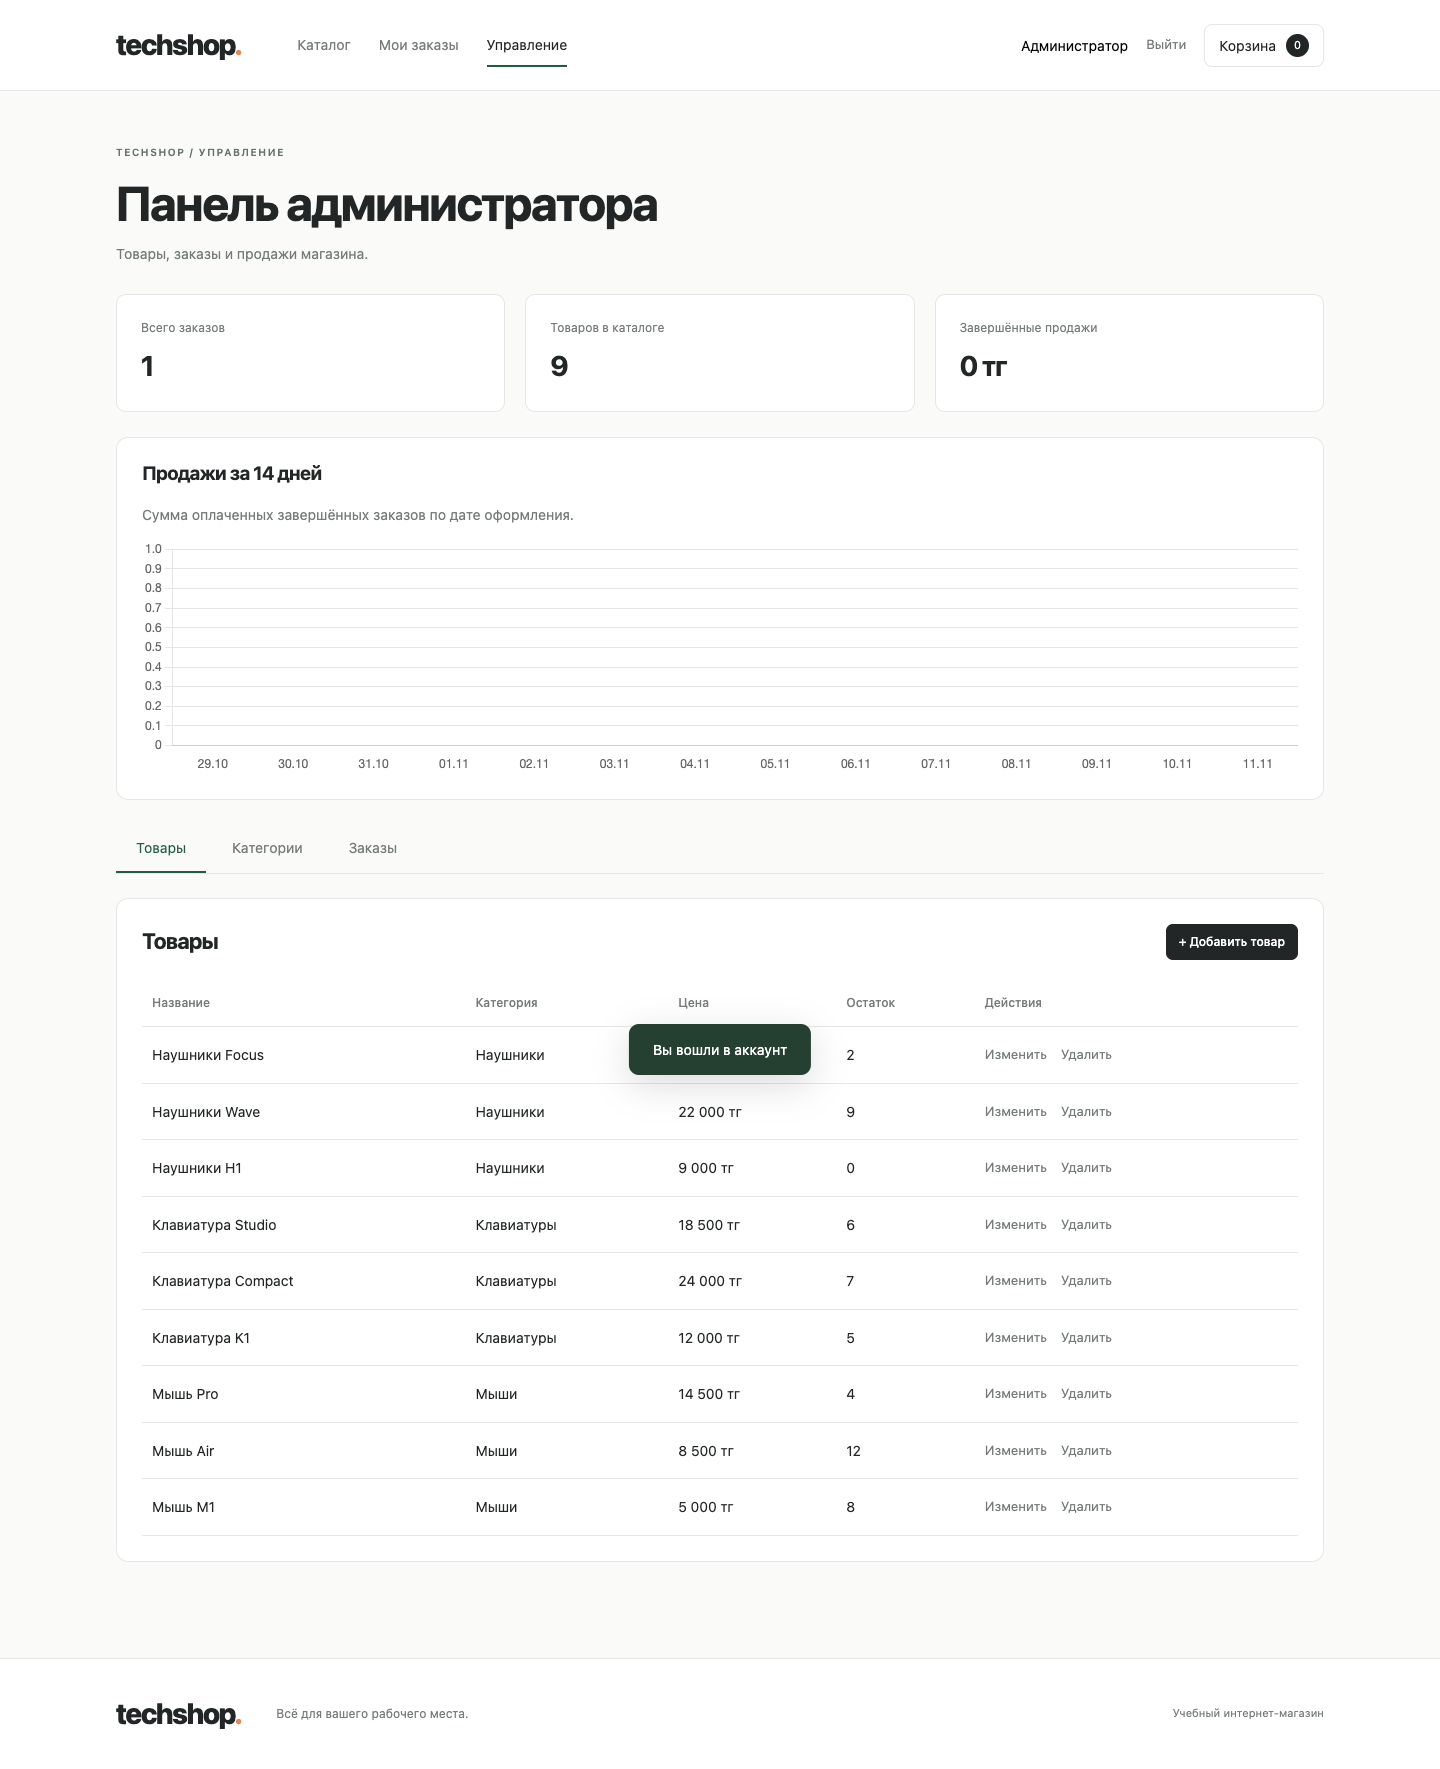 techshop.
Каталог Мои заказы Управление
Администратор Выйти Корзина 0
TECHSHOP / УПРАВЛЕНИЕ
Панель администратора
Товары, заказы и продажи магазина.
Всего заказов
1
Товаров в каталоге
9
Завершённые продажи
0 тг
Продажи за 14 дней
Сумма оплаченных завершённых заказов по дате оформления.
1.0
0.9
0.8
0.7
0.6
0.5
0.4
0.3
0.2
0.1
0
29.10 30.10 31.10 01.11 02.11 03.11 04.11 05.11 06.11 07.11 08.11 09.11 10.11 11.11
Товары Категории Заказы
Товары
+ Добавить товар
Название Категория Цена Остаток Действия
Наушники Focus Наушники 2 Изменить Удалить
Вы вошли в аккаунт
Наушники Wave Наушники 22 000 тг 9 Изменить Удалить
Наушники H1 Наушники 9 000 тг 0 Изменить Удалить
Клавиатура Studio Клавиатуры 18 500 тг 6 Изменить Удалить
Клавиатура Compact Клавиатуры 24 000 тг 7 Изменить Удалить
Клавиатура K1 Клавиатуры 12 000 тг 5 Изменить Удалить
Мышь Pro Мыши 14 500 тг 4 Изменить Удалить
Мышь Air Мыши 8 500 тг 12 Изменить Удалить
Мышь M1 Мыши 5 000 тг 8 Изменить Удалить
techshop.
Всё для вашего рабочего места.
Учебный интернет-магазин